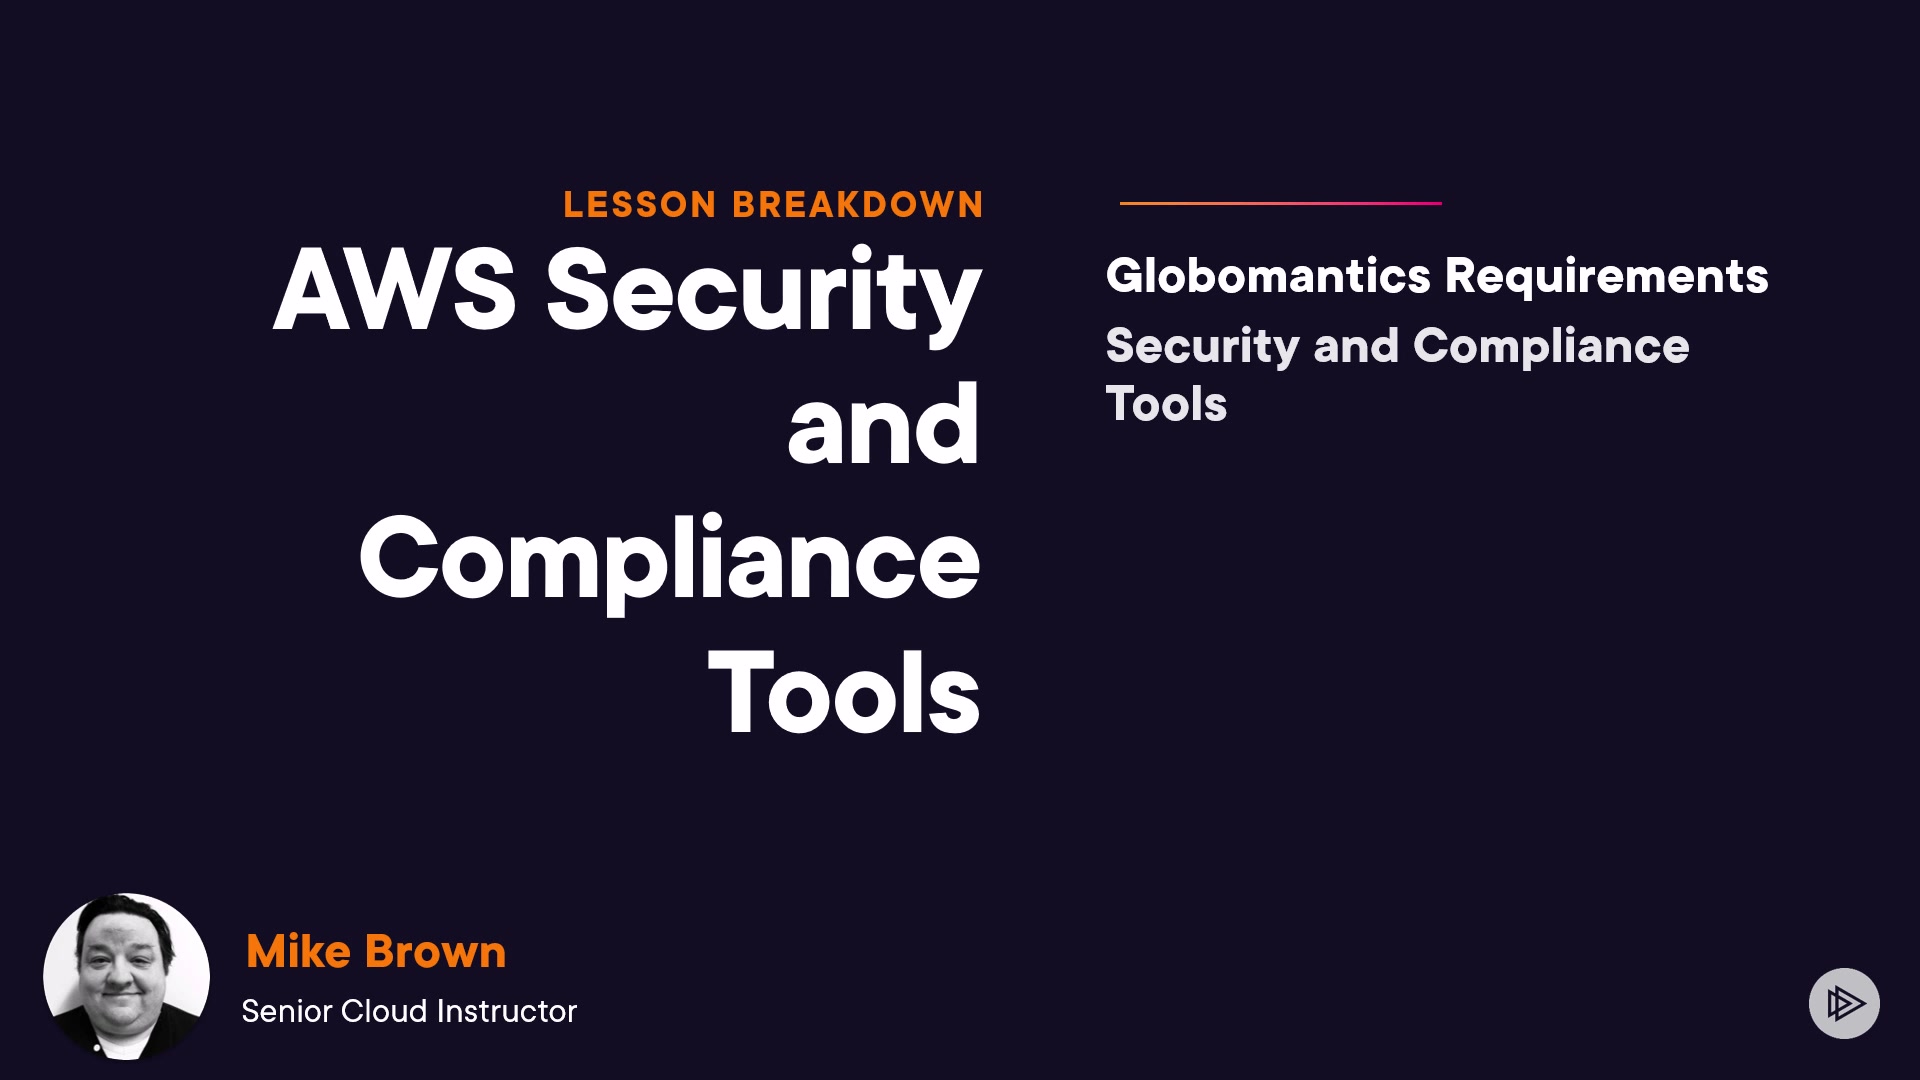 LESSON BREAKDOWN
AWS Security
and
Compliance
Tools
Globomantics Requirements
Security and Compliance
Tools
Mike Brown
Senior Cloud Instructor